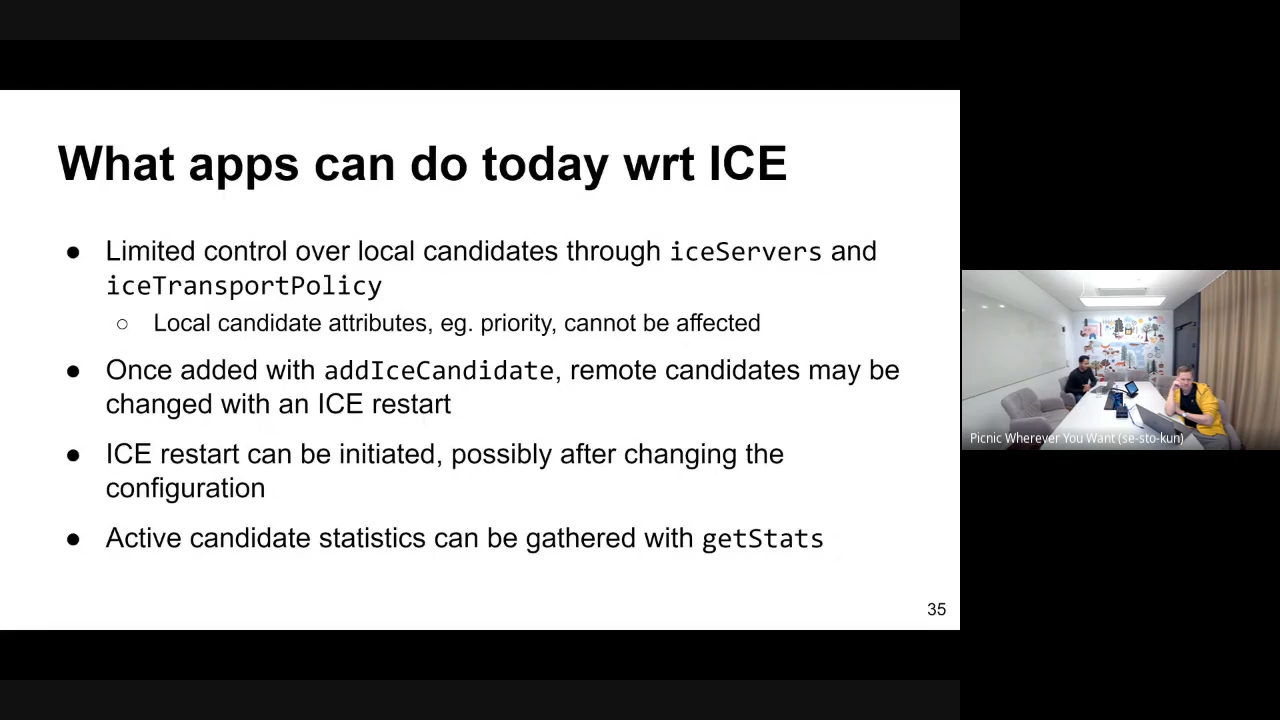 What apps can do today wrt ICE
● Limited control over local candidates through iceServers and
iceTransportPolicy
○ Local candidate attributes, eg. priority, cannot be affected
● Once added with addIceCandidate, remote candidates may be
changed with an ICE restart
● ICE restart can be initiated, possibly after changing the
configuration
● Active candidate statistics can be gathered with getStats
35
Picnic Wherever You Want (se-sto-kun)